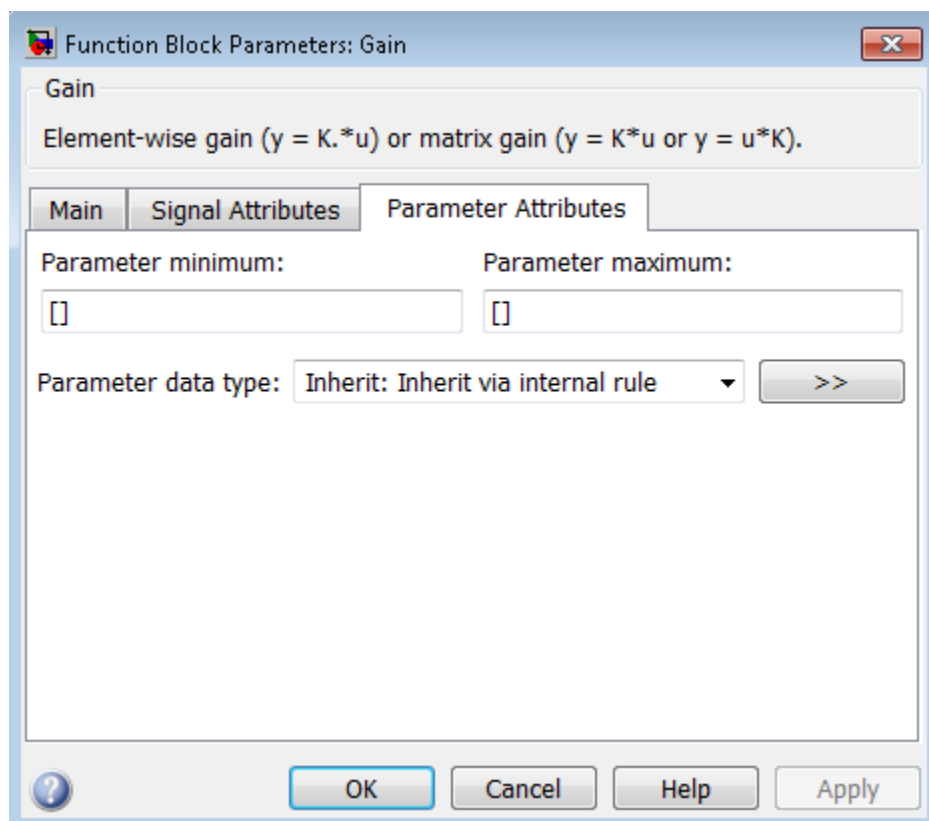 Function Block Parameters: Gain
Gain
Element-wise gain (y = K.*u) or matrix gain (y = K*u or y = u*K).
Main Signal Attributes Parameter Attributes
Parameter minimum: Parameter maximum:
[] []
Parameter data type: Inherit: Inherit via internal rule >>
OK Cancel Help Apply